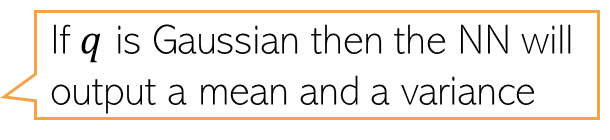 If q is Gaussian then the NN will
output a mean and a variance